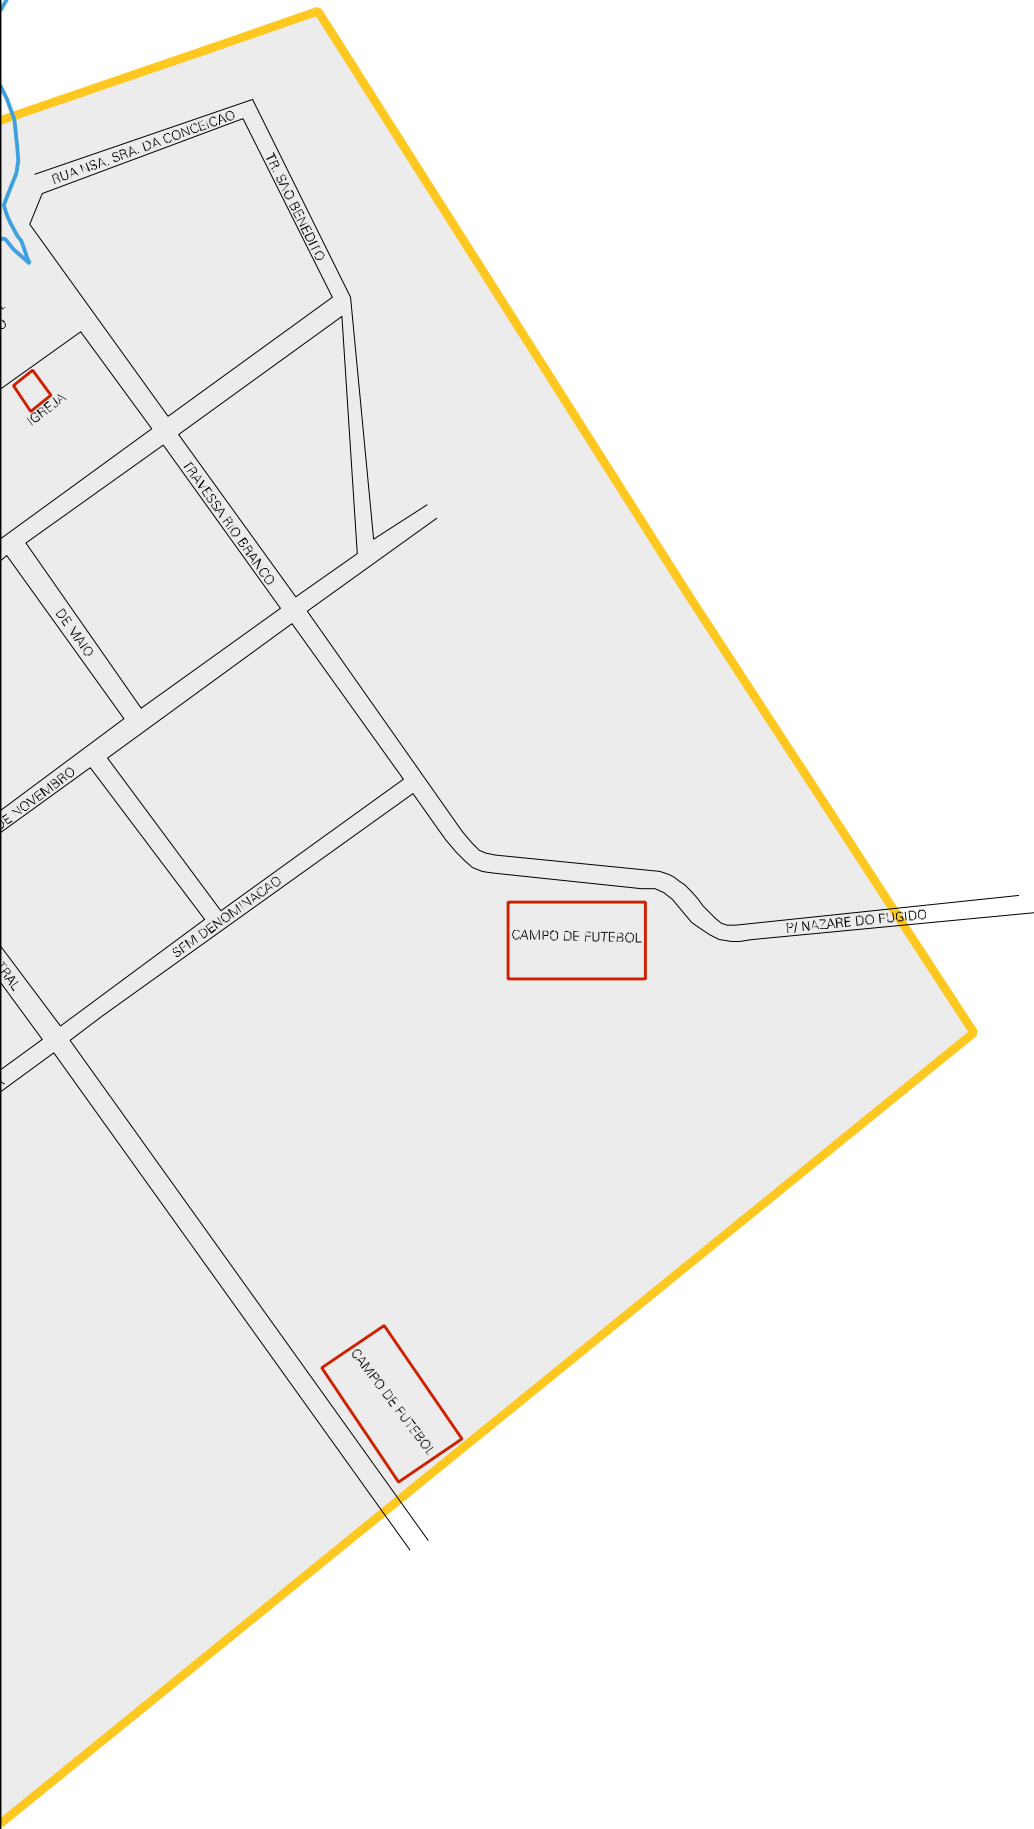 RUA NSA. SRA. DA CONCEICAO
TR. SAO BENEDITO
IGREJA
TRAVESSA RIO BRANCO
DE MAIO
DE NOVEMBRO
SEM DENOMINACAO
TRAL
CAMPO DE FUTEBOL
P/ NAZARE DO FUGIDO
CAMPO DE FUTEBOL